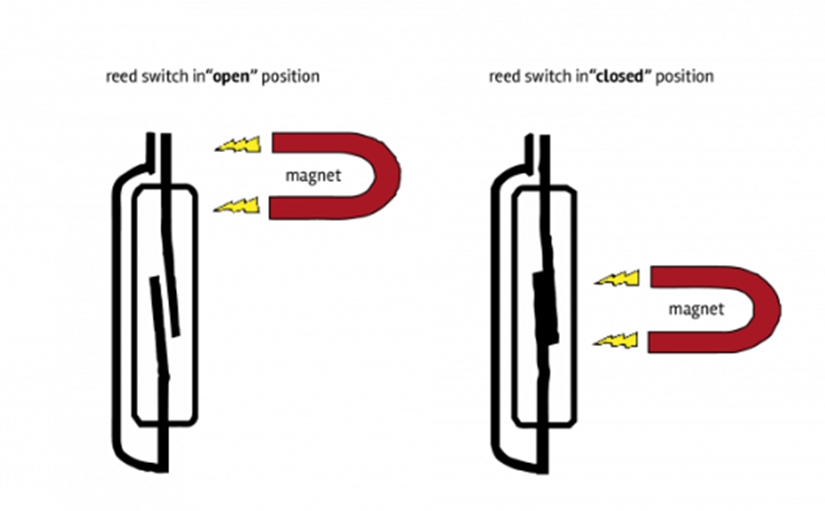 reed switch in“open” position
reed switch in“closed” position
magnet
magnet